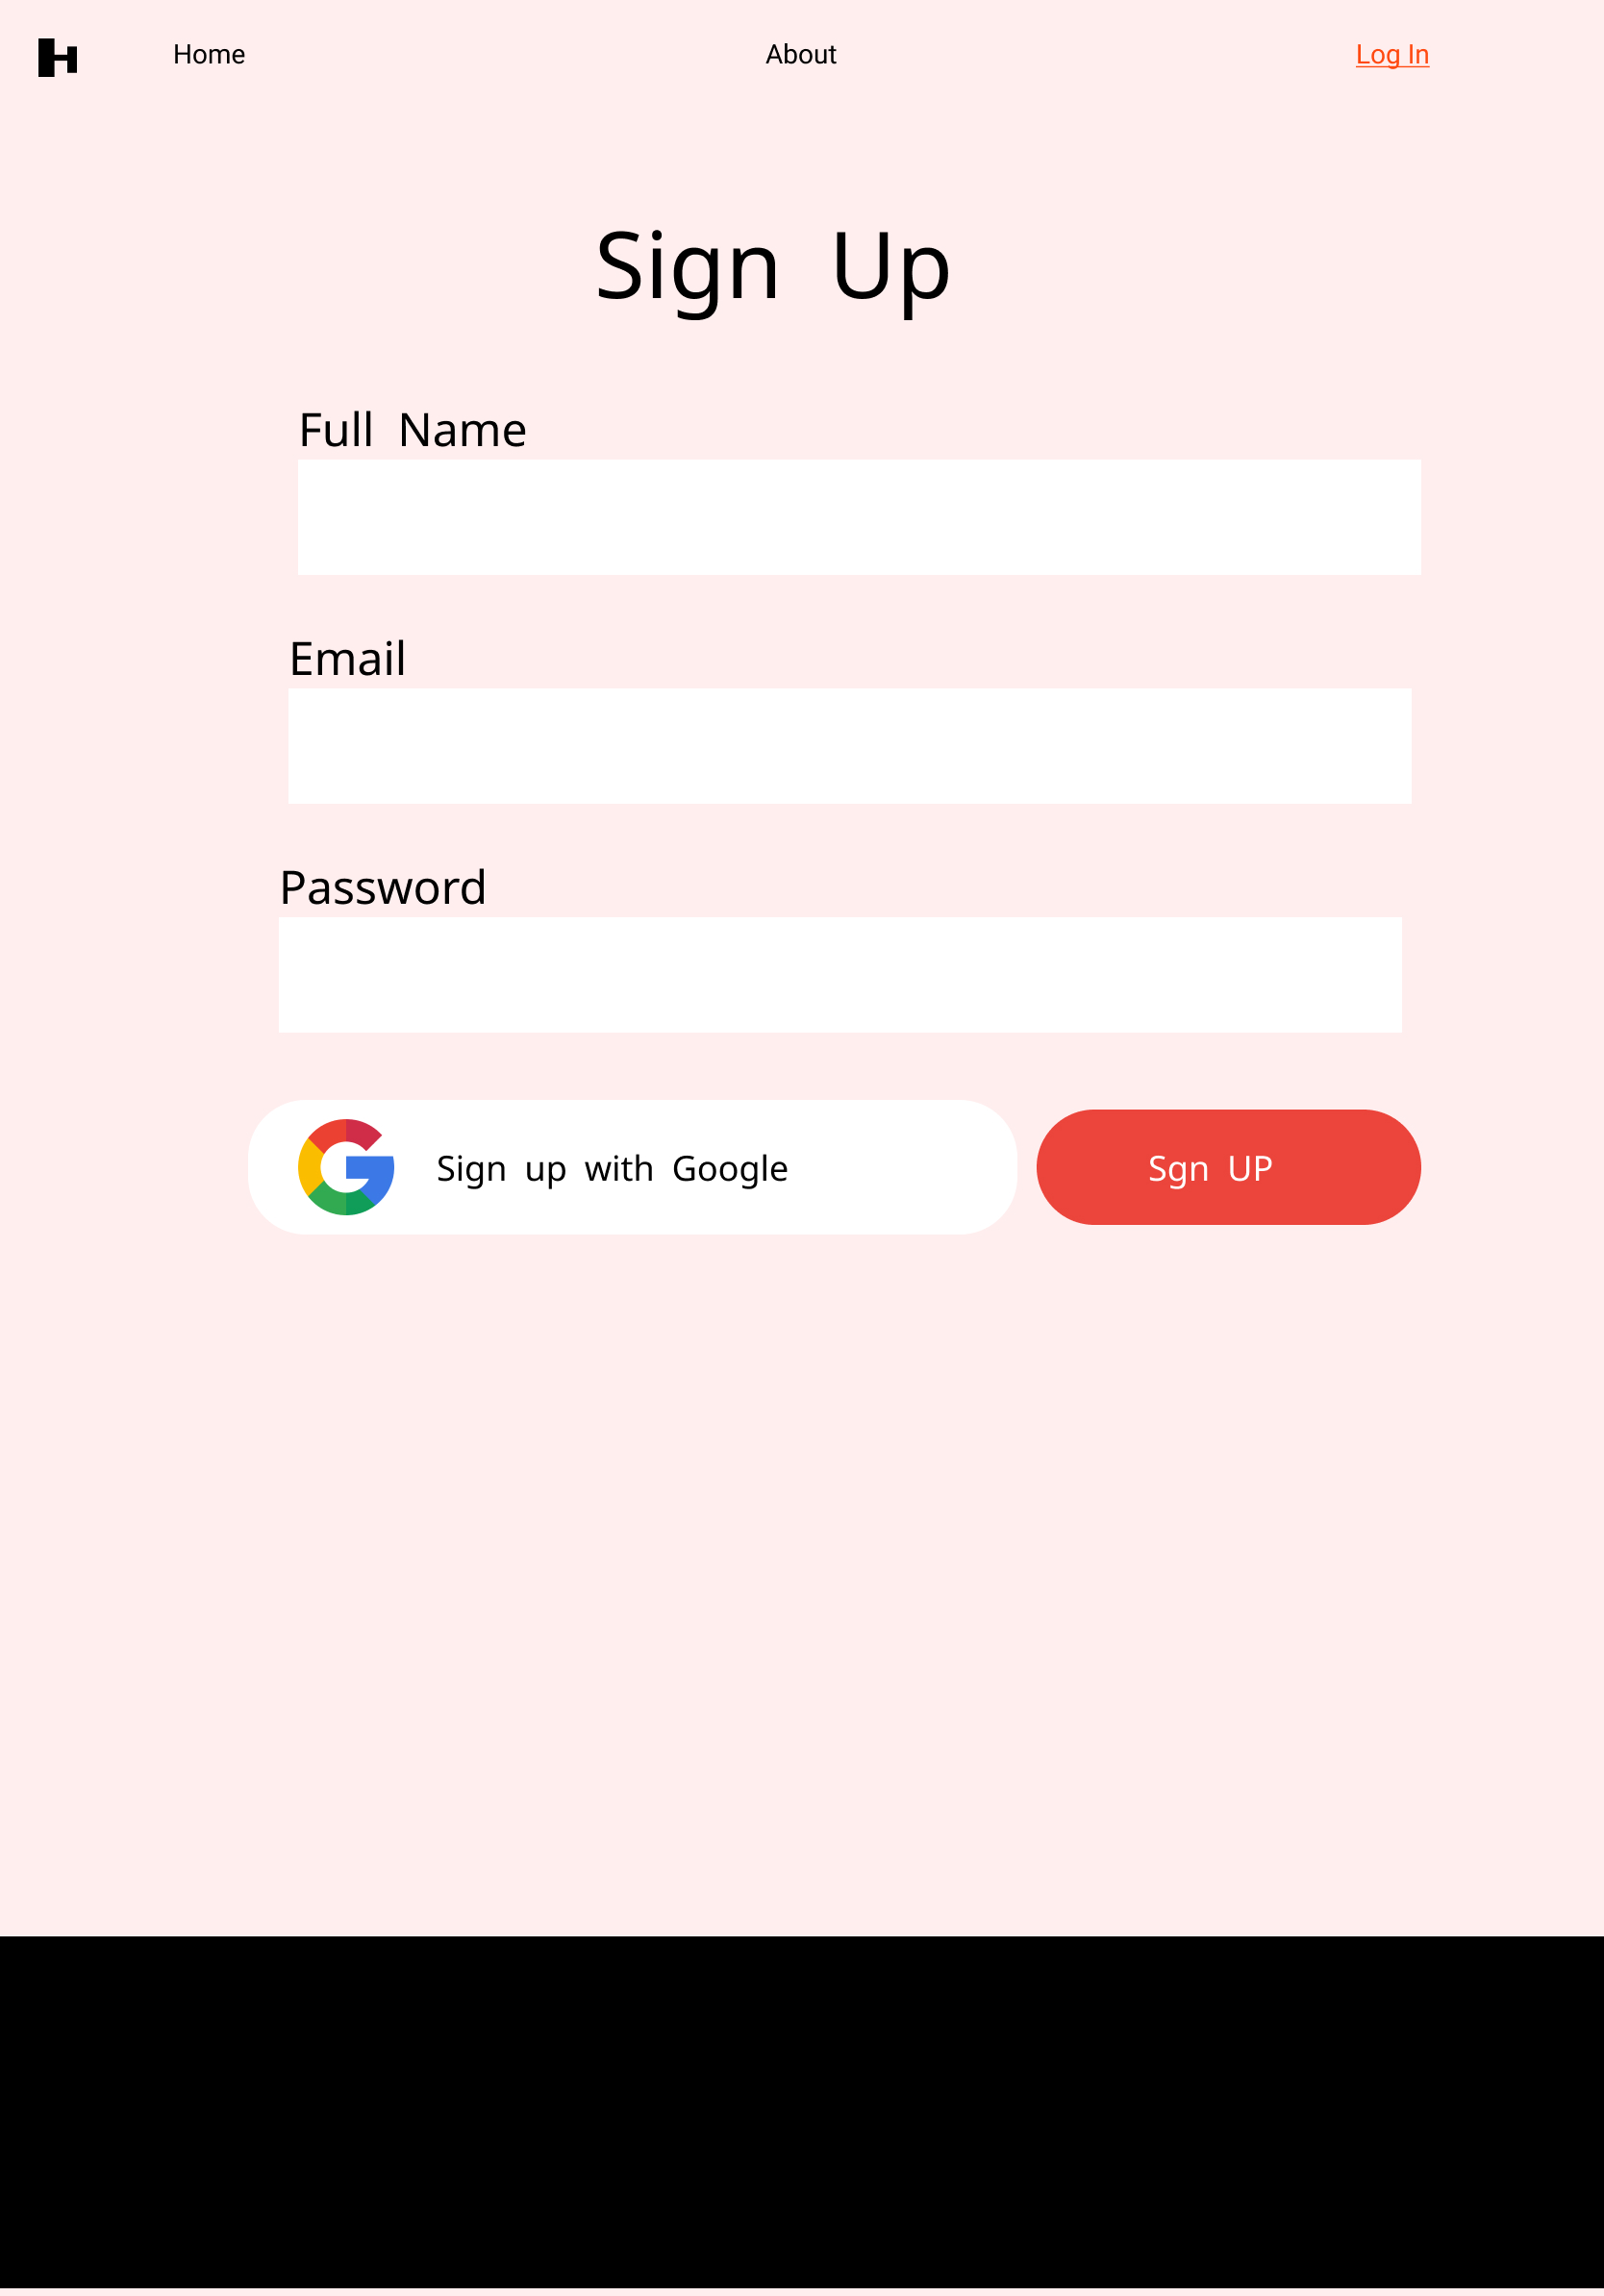 Home About Log In
Sign Up
Full Name
Email
Password
Sign up with Google
Sgn UP